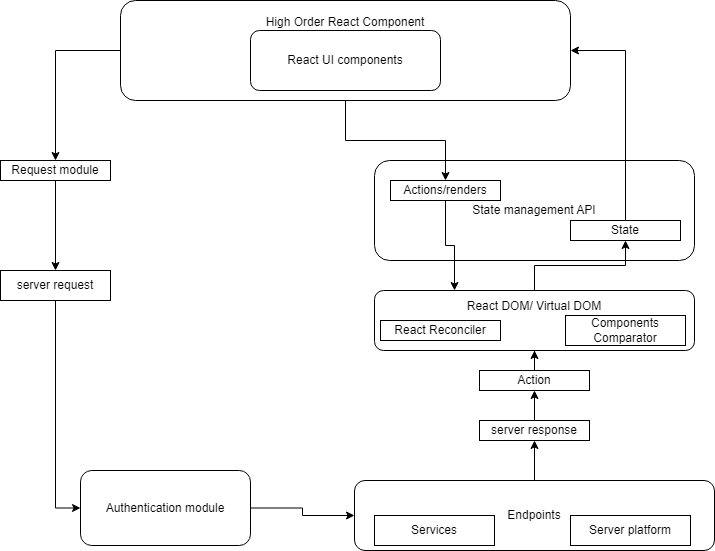 High Order React Component
React UI components
Request module
Actions/renders
State management API
State
server request
React DOM/ Virtual DOM
React Reconciler
Components
Comparator
Action
server response
Authentication module
Endpoints
Services
Server platform